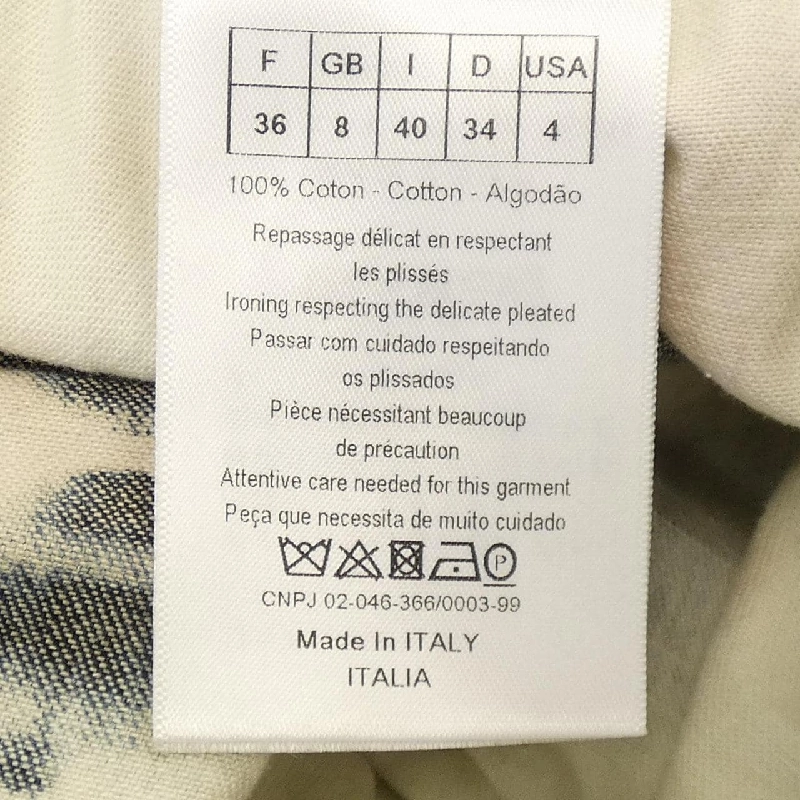 F GB I D USA
36 8 40 34 4
100% Coton - Cotton - Algodão
Repassage délicat en respectant
les plissés
Ironing respecting the delicate pleated
Passar com cuidado respeitando
os plissados
Pièce nécessitant beaucoup
de précaution
Attentive care needed for this garment
Peça que necessita de muito cuidado
P
CNPJ 02-046-366/0003-99
Made In ITALY
ITALIA